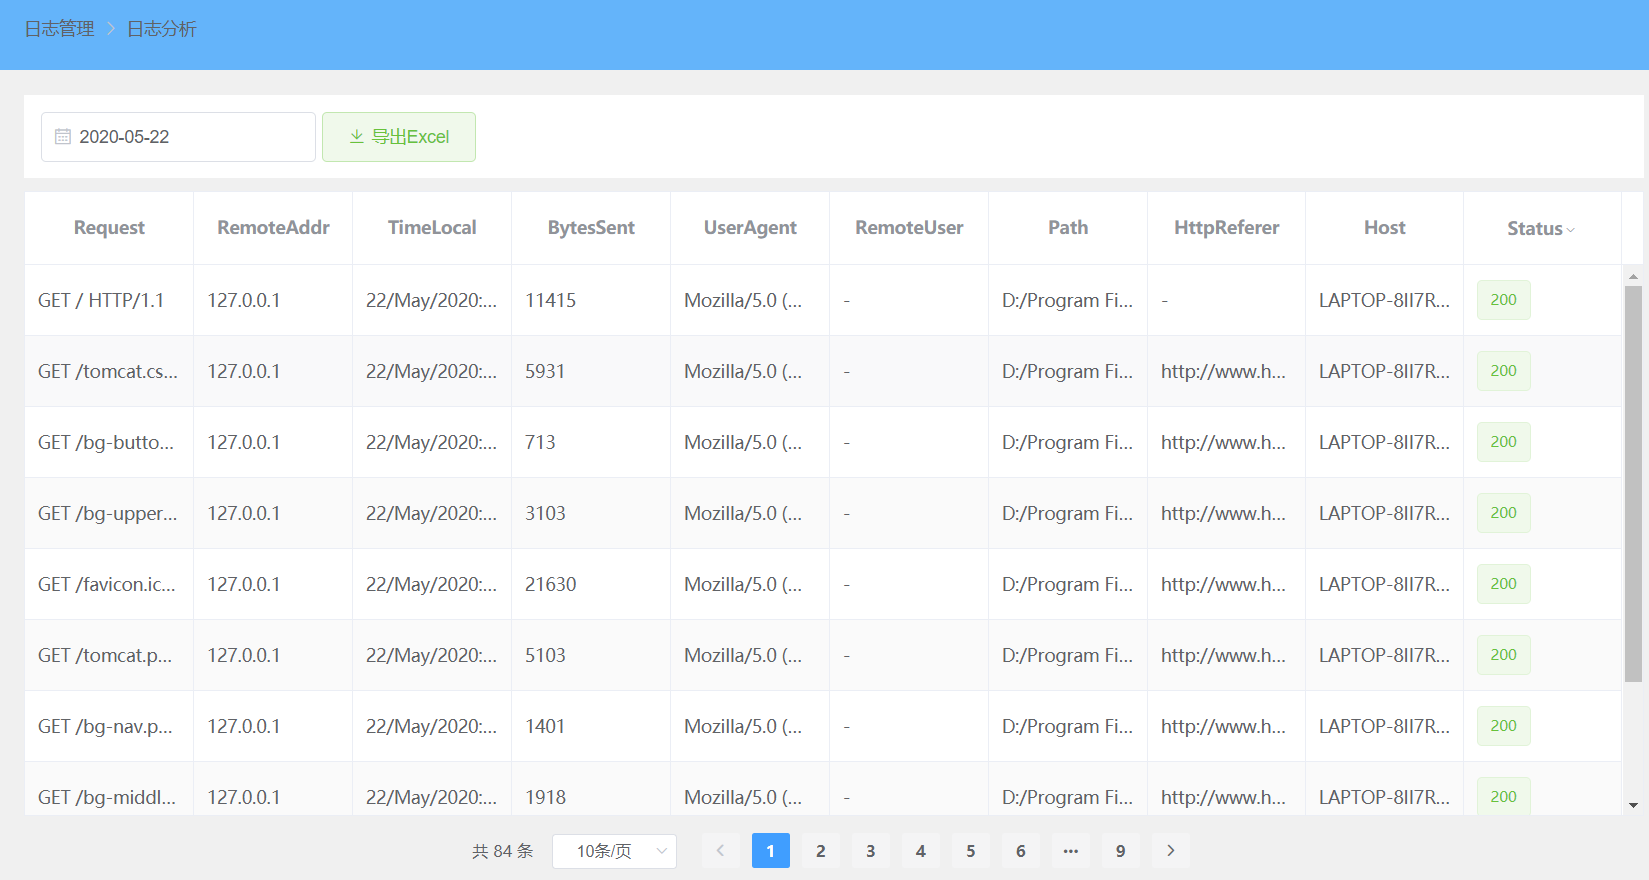 日志管理 > 日志分析
2020-05-22 导出Excel
Request RemoteAddr TimeLocal BytesSent UserAgent RemoteUser Path HttpReferer Host Status
GET / HTTP/1.1 127.0.0.1 22/May/2020:... 11415 Mozilla/5.0 (... - D:/Program Fi... - LAPTOP-8II7R... 200
GET /tomcat.cs... 127.0.0.1 22/May/2020:... 5931 Mozilla/5.0 (... - D:/Program Fi... http://www.h... LAPTOP-8II7R... 200
GET /bg-butto... 127.0.0.1 22/May/2020:... 713 Mozilla/5.0 (... - D:/Program Fi... http://www.h... LAPTOP-8II7R... 200
GET /bg-upper... 127.0.0.1 22/May/2020:... 3103 Mozilla/5.0 (... - D:/Program Fi... http://www.h... LAPTOP-8II7R... 200
GET /favicon.ic... 127.0.0.1 22/May/2020:... 21630 Mozilla/5.0 (... - D:/Program Fi... http://www.h... LAPTOP-8II7R... 200
GET /tomcat.p... 127.0.0.1 22/May/2020:... 5103 Mozilla/5.0 (... - D:/Program Fi... http://www.h... LAPTOP-8II7R... 200
GET /bg-nav.p... 127.0.0.1 22/May/2020:... 1401 Mozilla/5.0 (... - D:/Program Fi... http://www.h... LAPTOP-8II7R... 200
GET /bg-middl... 127.0.0.1 22/May/2020:... 1918 Mozilla/5.0 (... - D:/Program Fi... http://www.h... LAPTOP-8II7R... 200
共 84 条 10条/页 < 1 2 3 4 5 6 ... 9 >